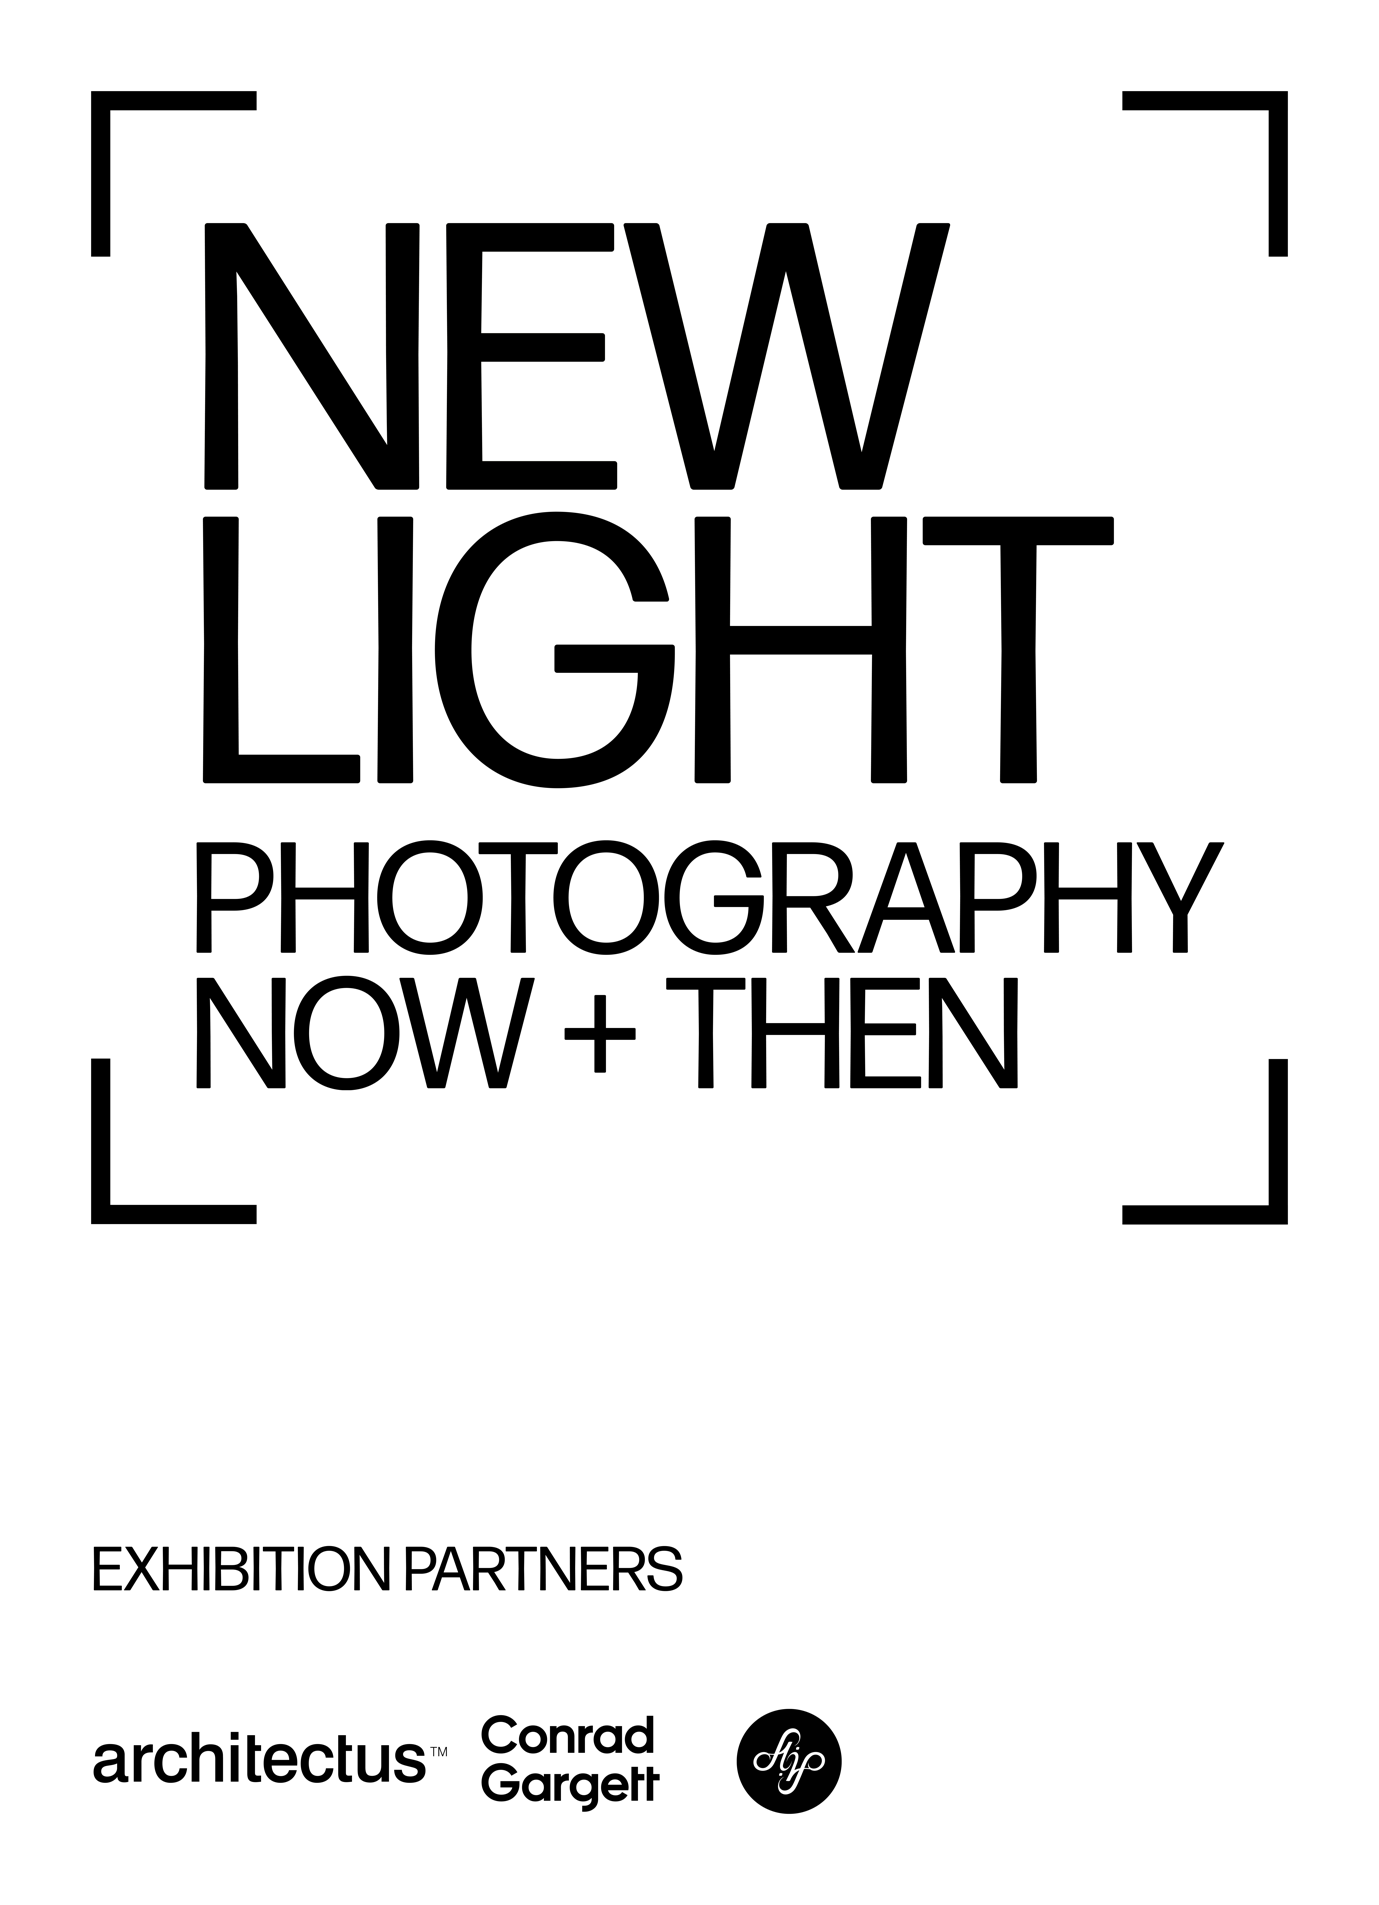 NEW
LIGHT
PHOTOGRAPHY
NOW + THEN
EXHIBITION PARTNERS
architectus™
Conrad
Gargett